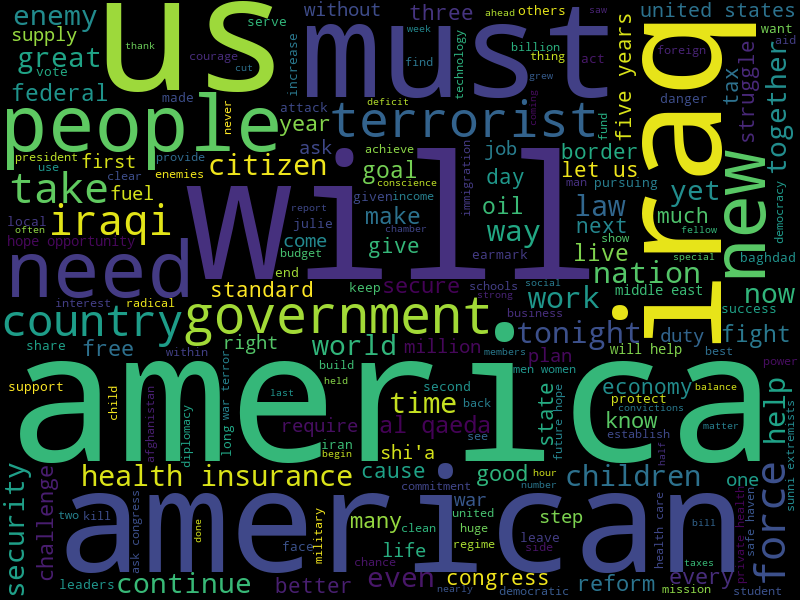 enemy
supply
great
vote
federal
us
thank
courage
serve
cut
without
increase
made
attack
must
three
week
find
technology
deficit
ahead
others
billion
thing
grew
saw
act
coming
fund
united states
want
foreign
aid
five years
iraq
tax
struggle
danger
together
people
never
year
terrorist
president
first
use
clear
provide
enemies
citizen
ask
achieve
goal
conscience
job
day
immigration
border
let us
man
pursuing
yet
new
democracy
take
fuel
will
given
income
oil
law
much
local
often
iraqi
report
julie
make
chamber
way
next
show
fellow
hope
opportunity
come
budget
give
earmark
live
special
baghdad
need
end
standard
keep
secure
schools
social
strong
nation
middle east
now
interest
radical
work
success
country
government
business
tonight
duty
fight
share
free
within
right
world
million
members
plan
men women
will help
best
power
america
support
child
afghanistan
diplomacy
long war terror
last
build
held
time
second
back
economy
protect
balance
help
require
al qaeda
state
future hope
convictions
know
establish
matter
sunni extremists
iran
begin
shi'a
see
security
challenge
health insurance
cause
commitment
good
hour
number
children
half
one
force
american
two
kill
ask congress
done
face
military
many
clean
war
united
huge
regime
step
leave
side
health care
bill
private health
safe haven
leaders
continue
better
chance
life
even
nearly
congress
democratic
reform
every
taxes
mission
student